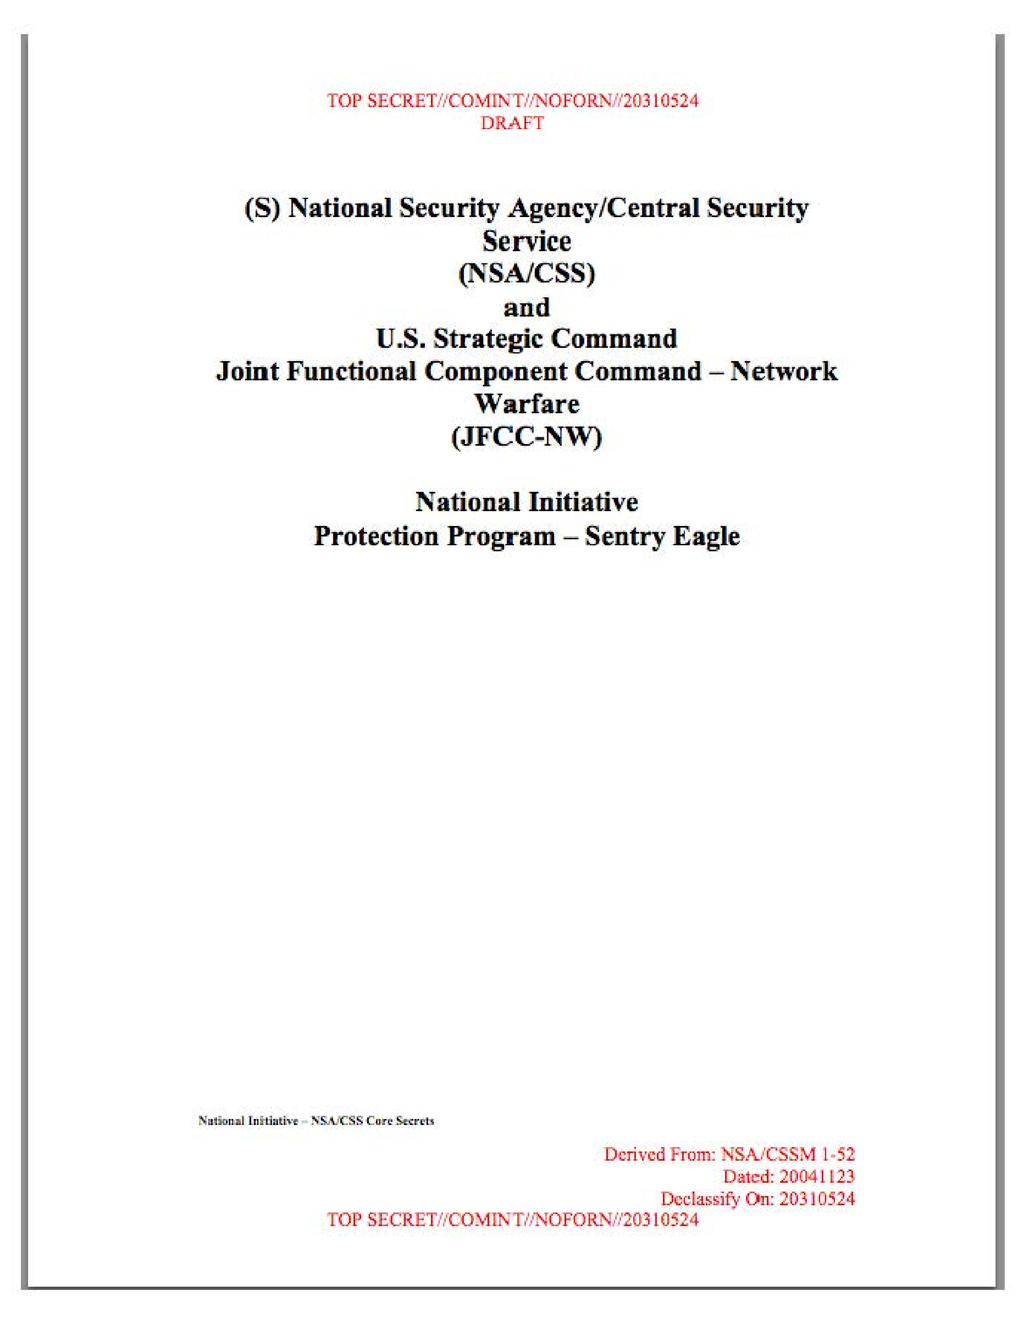 TOP SECRET//COMINT//NOFORN//20310524
DRAFT
(S) National Security Agency/Central Security
Service
(NSA/CSS)
and
U.S. Strategic Command
Joint Functional Component Command – Network
Warfare
(JFCC-NW)
National Initiative
Protection Program – Sentry Eagle
National Initiative – NSA/CSS Core Secrets
Derived From: NSA/CSSM 1-52
Dated: 20041123
Declassify On: 20310524
TOP SECRET//COMINT//NOFORN//20310524